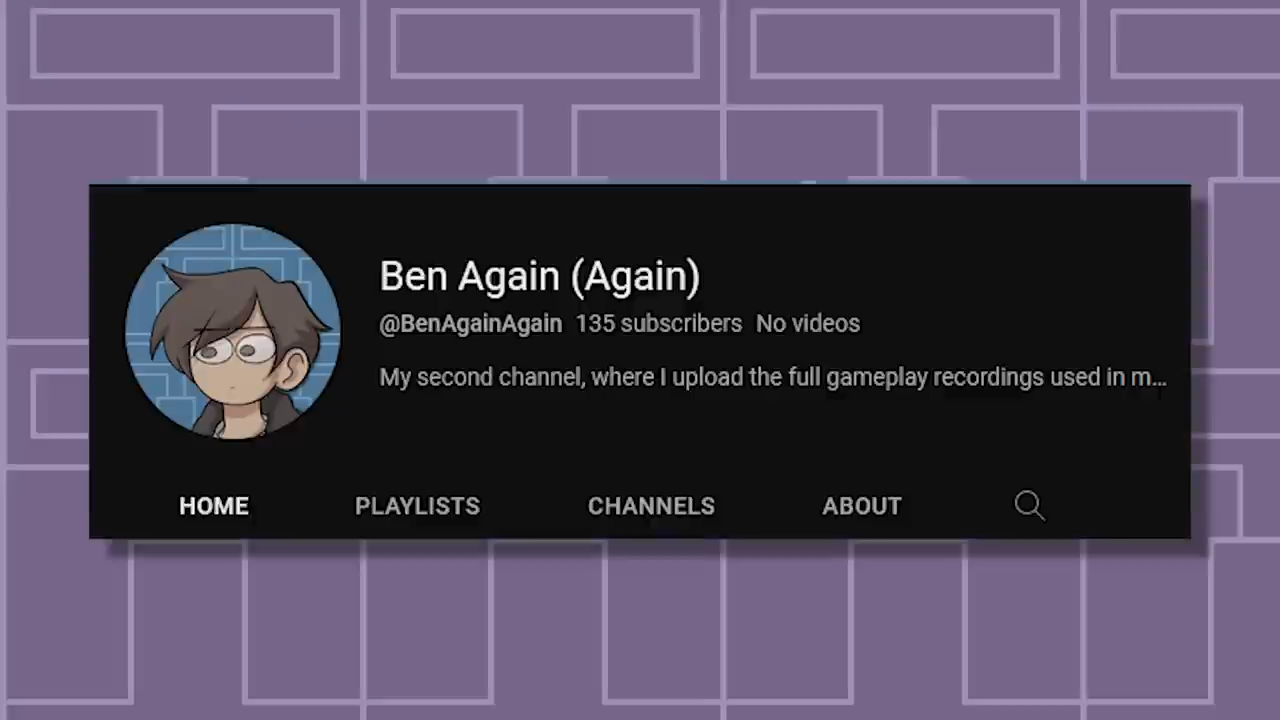 Ben Again (Again)
@BenAgainAgain 135 subscribers No videos
My second channel, where I upload the full gameplay recordings used in m...
HOME PLAYLISTS CHANNELS ABOUT